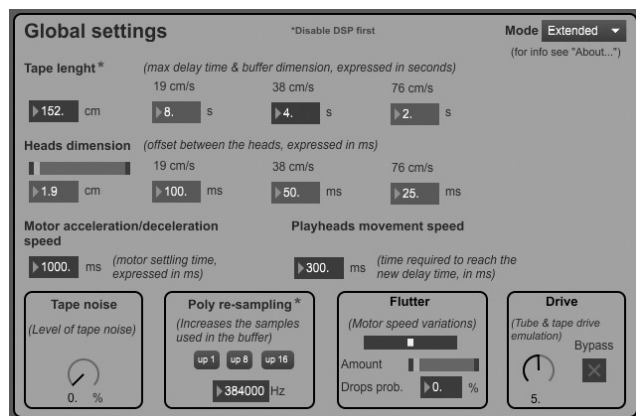 Global settings *Disable DSP first Mode Extended
(for info see "About...")
Tape lenght* (max delay time & buffer dimension, expressed in seconds)
19 cm/s 38 cm/s 76 cm/s
152. cm 8. s 4. s 2. s
Heads dimension (offset between the heads, expressed in ms)
19 cm/s 38 cm/s 76 cm/s
1.9 cm 100. ms 50. ms 25. ms
Motor acceleration/deceleration Playheads movement speed
speed
1000. ms (motor settling time, 300. ms (time required to reach the
expressed in ms) new delay time, in ms)
Tape noise Poly re-sampling* Flutter Drive
(Level of tape noise) (Increases the samples (Motor speed variations) (Tube & tape drive
used in the buffer) emulation)
Bypass
up 1 up 8 up 16 Amount
384000 Hz Drops prob. 0. %
0. % 5.